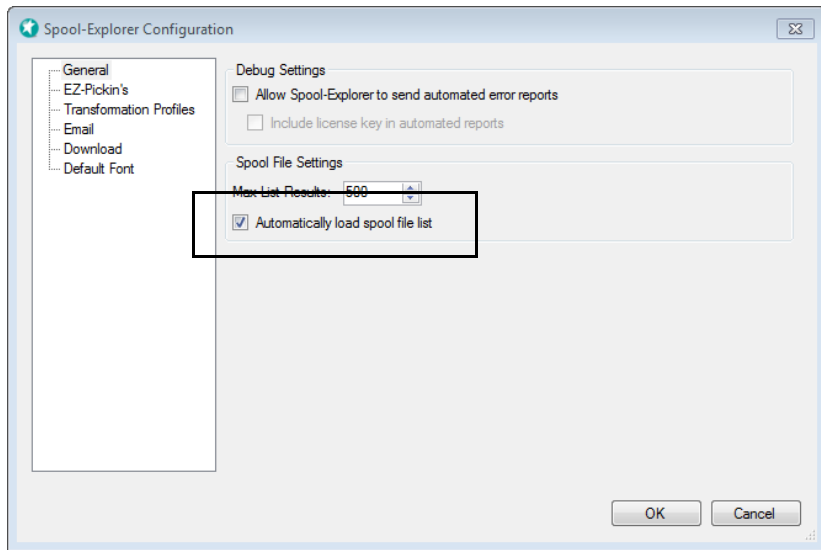 Spool-Explorer Configuration
General
EZ-Pickin's
Transformation Profiles
Email
Download
Default Font
Debug Settings
Allow Spool-Explorer to send automated error reports
Include license key in automated reports
Spool File Settings
Max List Results: 500
Automatically load spool file list
OK Cancel